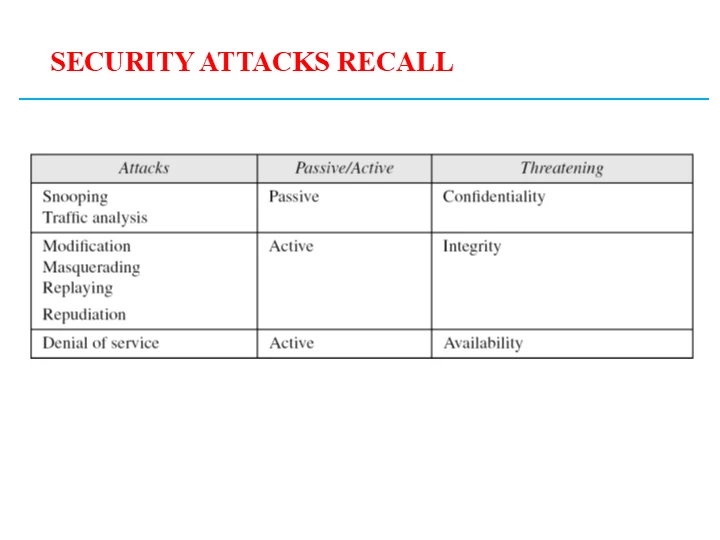 SECURITY ATTACKS RECALL
Attacks Passive/Active Threatening
Snooping Passive Confidentiality
Traffic analysis
Modification Active Integrity
Masquerading
Replaying
Repudiation
Denial of service Active Availability